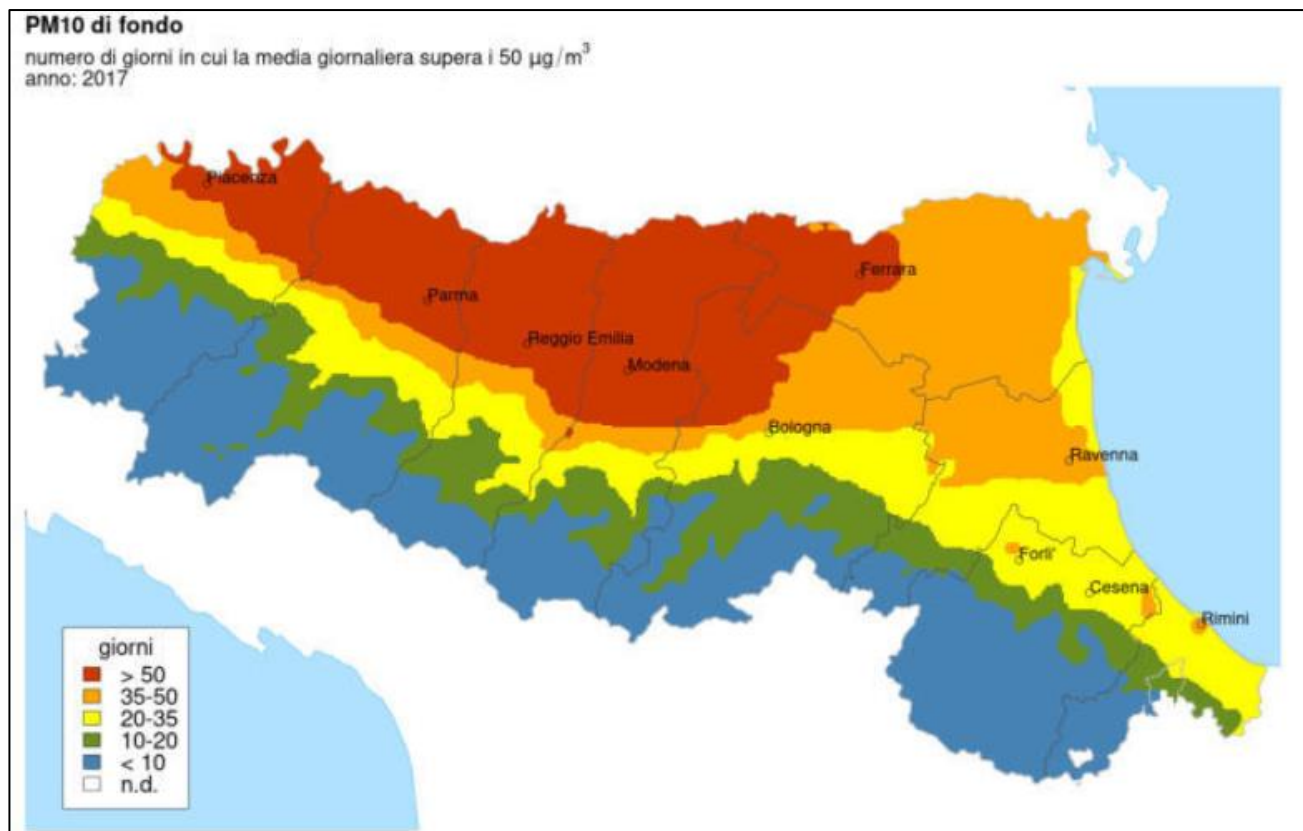 PM10 di fondo
numero di giorni in cui la media giornaliera supera i 50 µg/m³
anno: 2017
Piacenza
Ferrara
Parma
Reggio Emilia
Modena
Bologna
Ravenna
Forli'
Cesena
Rimini
giorni
> 50
35-50
20-35
10-20
< 10
n.d.